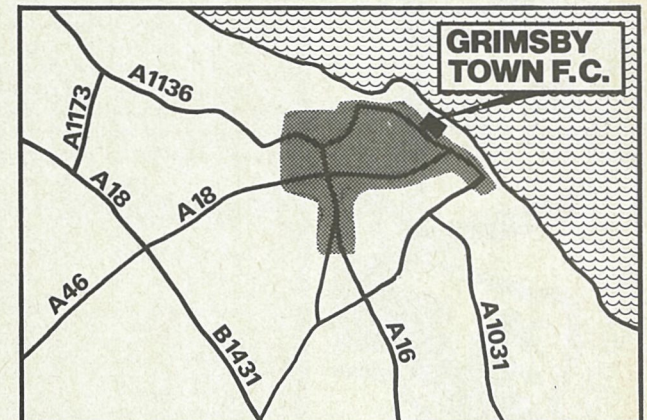 GRIMSBY
TOWN F.C.
A1136
A1173
A18
A18
A46
B1431
A16
A1031